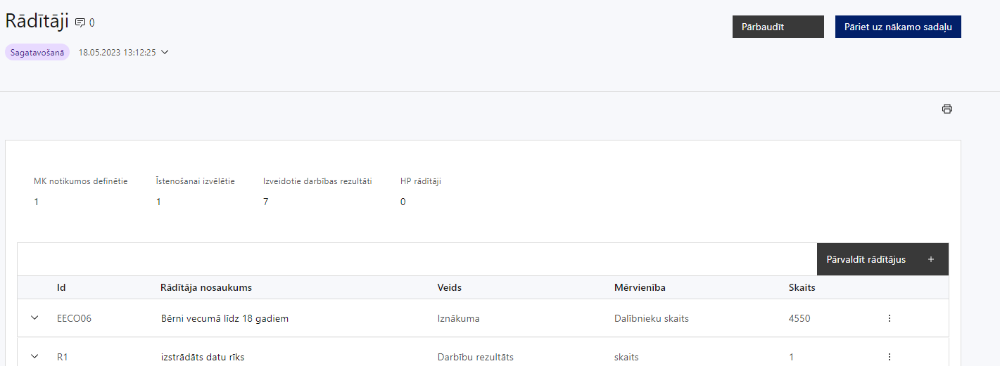 Rādītāji 0
Pārbaudīt
Pāriet uz nākamo sadaļu
Sagatavošanā 18.05.2023 13:12:25
MK notikumos definētie Īstenošanai izvēlētie Izveidotie darbības rezultāti HP rādītāji
1 1 7 0
Pārvaldīt rādītājus +
Id Rādītāja nosaukums Veids Mērvienība Skaits
EECO06 Bērni vecumā līdz 18 gadiem Iznākuma Dalībnieku skaits 4550
R1 izstrādāts datu rīks Darbību rezultāts skaits 1